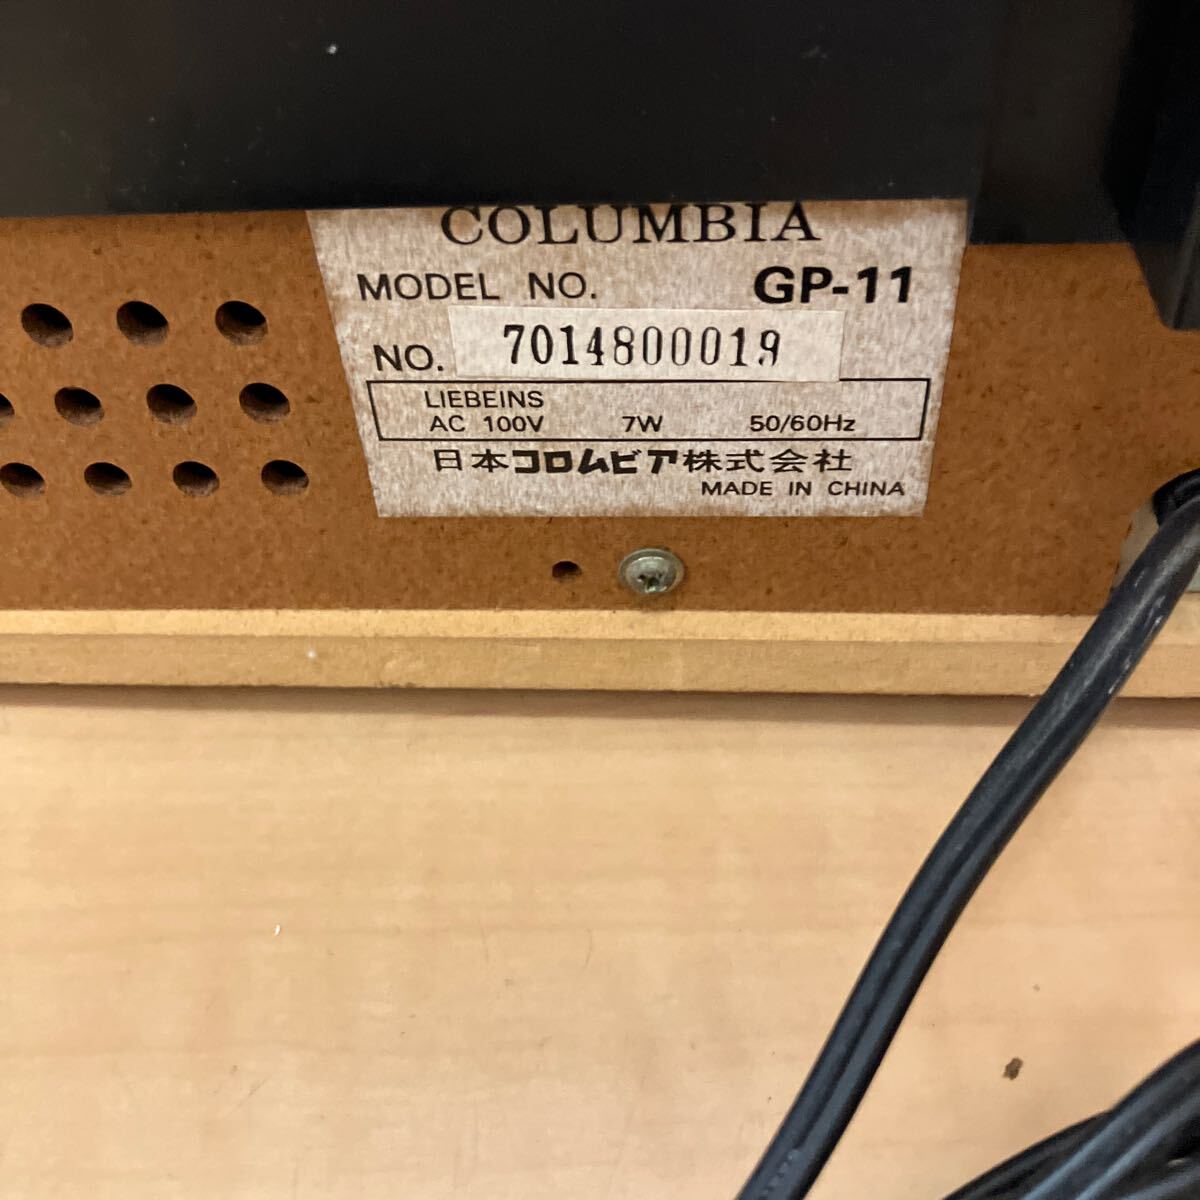 COLUMBIA
MODEL NO. GP-11
NO. 7014800019
LIEBEINS
AC 100V 7W 50/60Hz
日本コロムビア株式会社
MADE IN CHINA